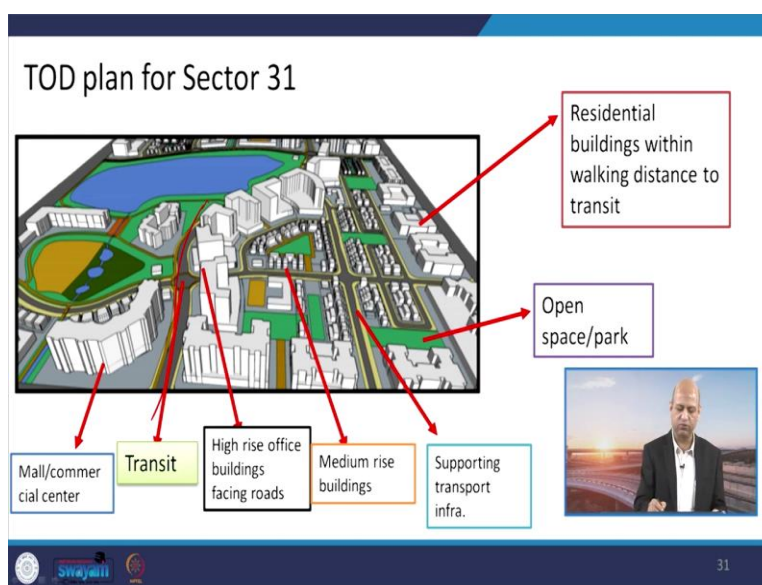 TOD plan for Sector 31
Residential
buildings within
walking distance to
transit
Open
space/park
Mall/commer
cial center
Transit
High rise office
buildings
facing roads
Medium rise
buildings
Supporting
transport
infra.
swayam
31